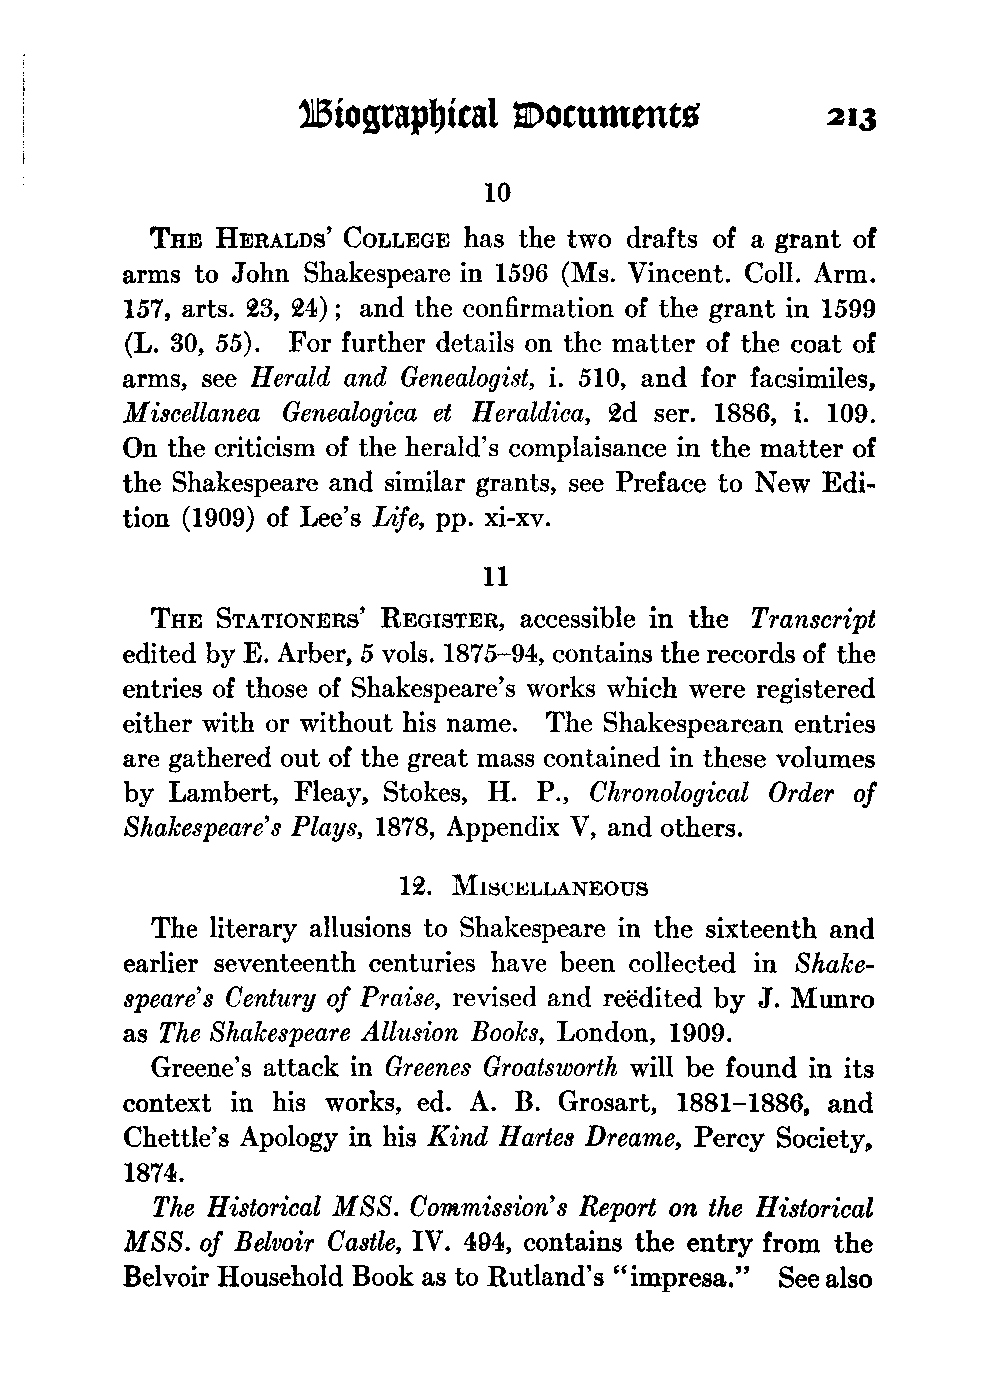 Biographical Documents 213
10
THE HERALDS' COLLEGE has the two drafts of a grant of
arms to John Shakespeare in 1596 (Ms. Vincent. Coll. Arm.
157, arts. 23, 24); and the confirmation of the grant in 1599
(L. 30, 55). For further details on the matter of the coat of
arms, see Herald and Genealogist, i. 510, and for facsimiles,
Miscellanea Genealogica et Heraldica, 2d ser. 1886, i. 109.
On the criticism of the herald's complaisance in the matter of
the Shakespeare and similar grants, see Preface to New Edi-
tion (1909) of Lee's Life, pp. xi-xv.
11
THE STATIONERS' REGISTER, accessible in the Transcript
edited by E. Arber, 5 vols. 1875–94, contains the records of the
entries of those of Shakespeare's works which were registered
either with or without his name. The Shakespearean entries
are gathered out of the great mass contained in these volumes
by Lambert, Fleay, Stokes, H. P., Chronological Order of
Shakespeare's Plays, 1878, Appendix V, and others.
12. MISCELLANEOUS
The literary allusions to Shakespeare in the sixteenth and
earlier seventeenth centuries have been collected in Shake-
speare's Century of Praise, revised and reëdited by J. Munro
as The Shakespeare Allusion Books, London, 1909.
Greene's attack in Greenes Groatsworth will be found in its
context in his works, ed. A. B. Grosart, 1881–1886, and
Chettle's Apology in his Kind Hartes Dreame, Percy Society,
1874.
The Historical MSS. Commission's Report on the Historical
MSS. of Belvoir Castle, IV. 494, contains the entry from the
Belvoir Household Book as to Rutland's "impresa." See also